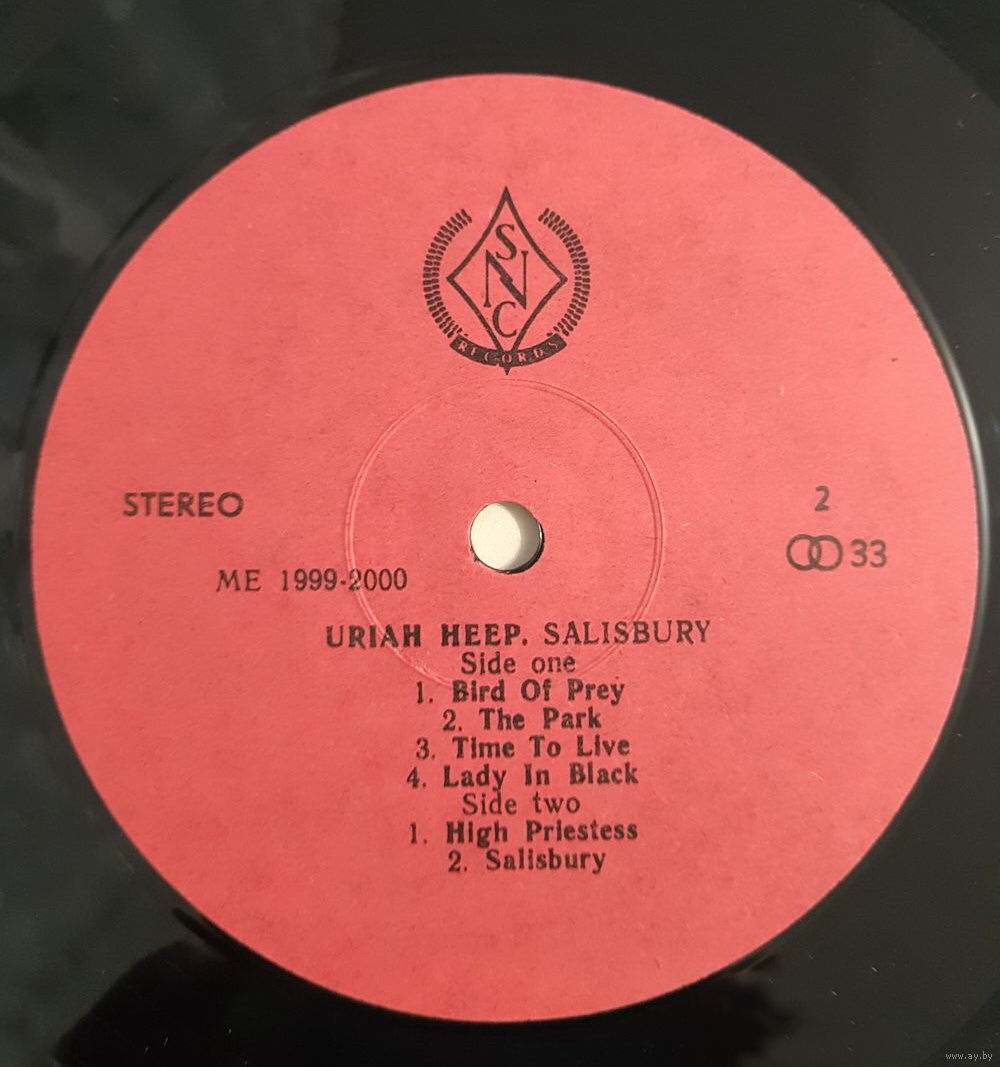 S
N
C
RECORDS
STEREO
2
33
ME 1999-2000
URIAH HEEP. SALISBURY
Side one
1. Bird Of Prey
2. The Park
3. Time To Live
4. Lady In Black
Side two
1. High Priestess
2. Salisbury
www.ay.by